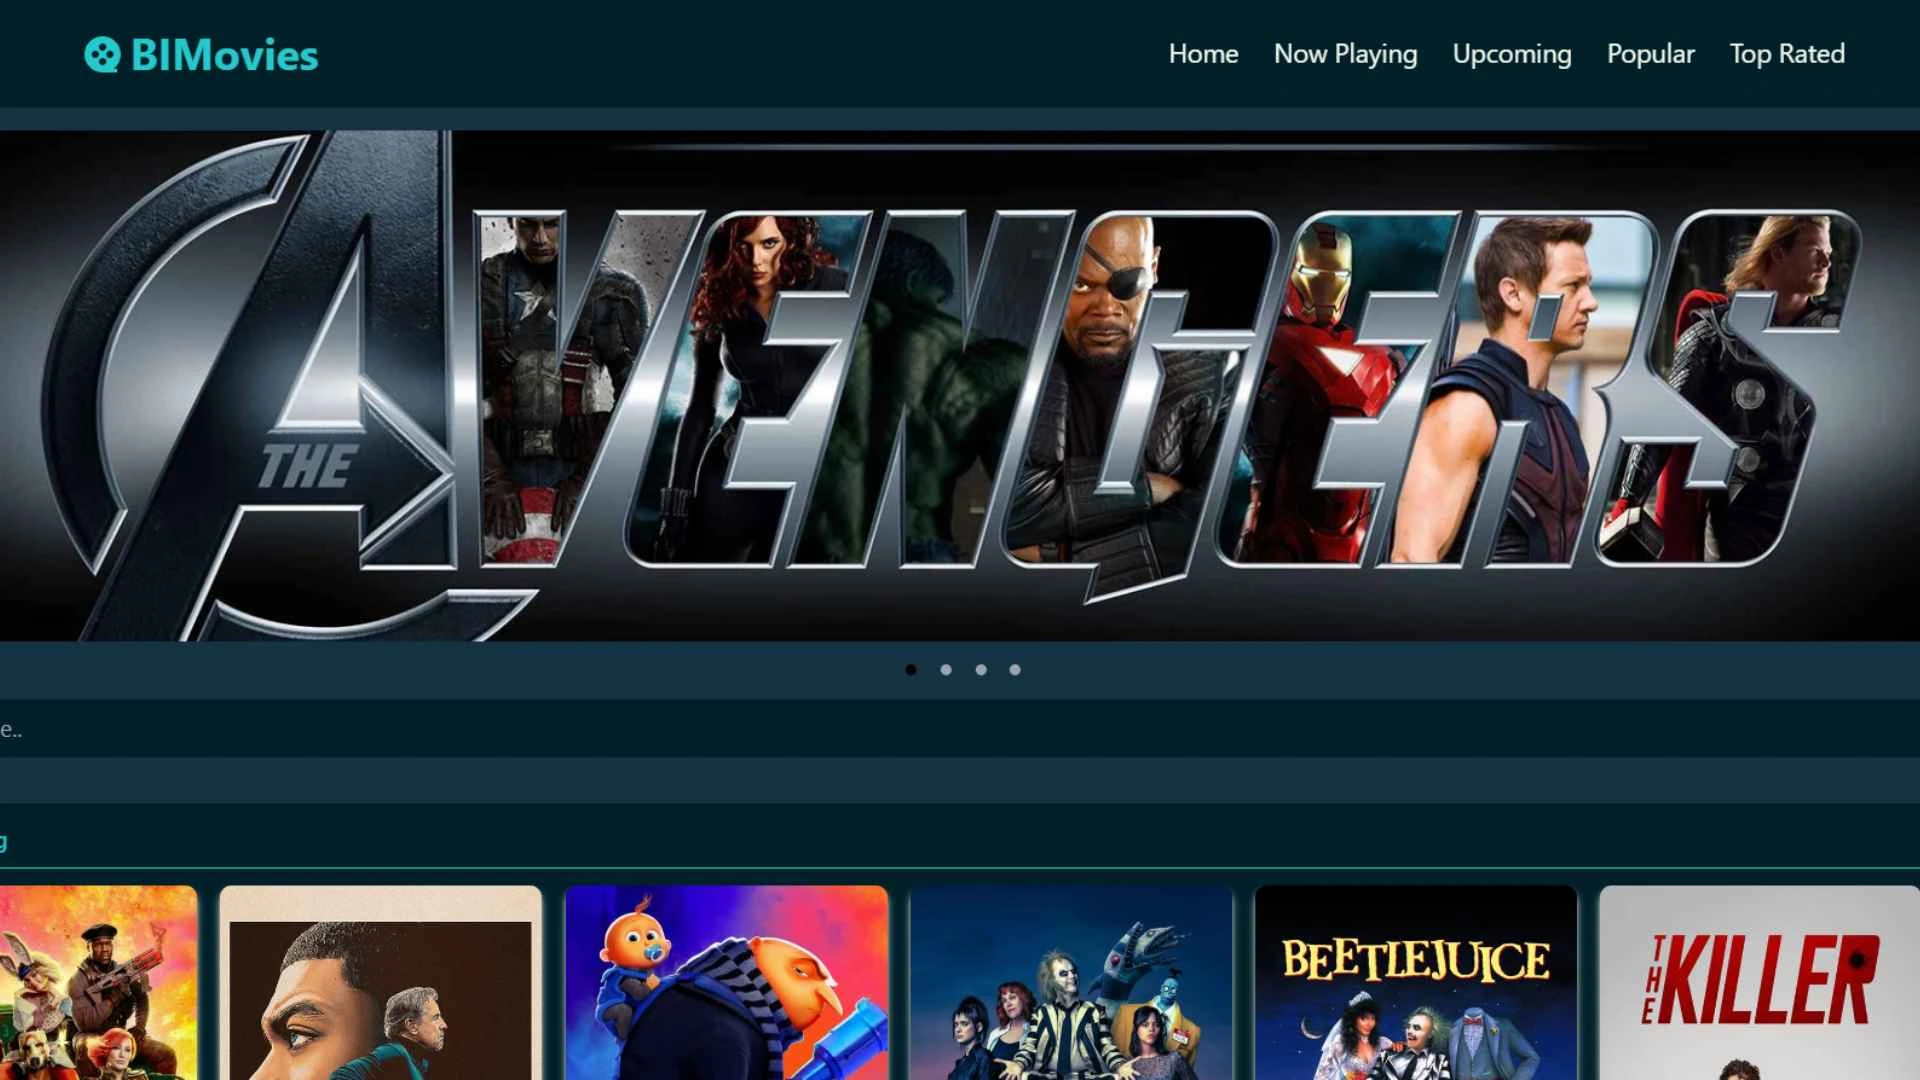 BIMovies
Home Now Playing Upcoming Popular Top Rated
THE AVENGERS
e..
g
BEETLEJUICE
THE KILLER